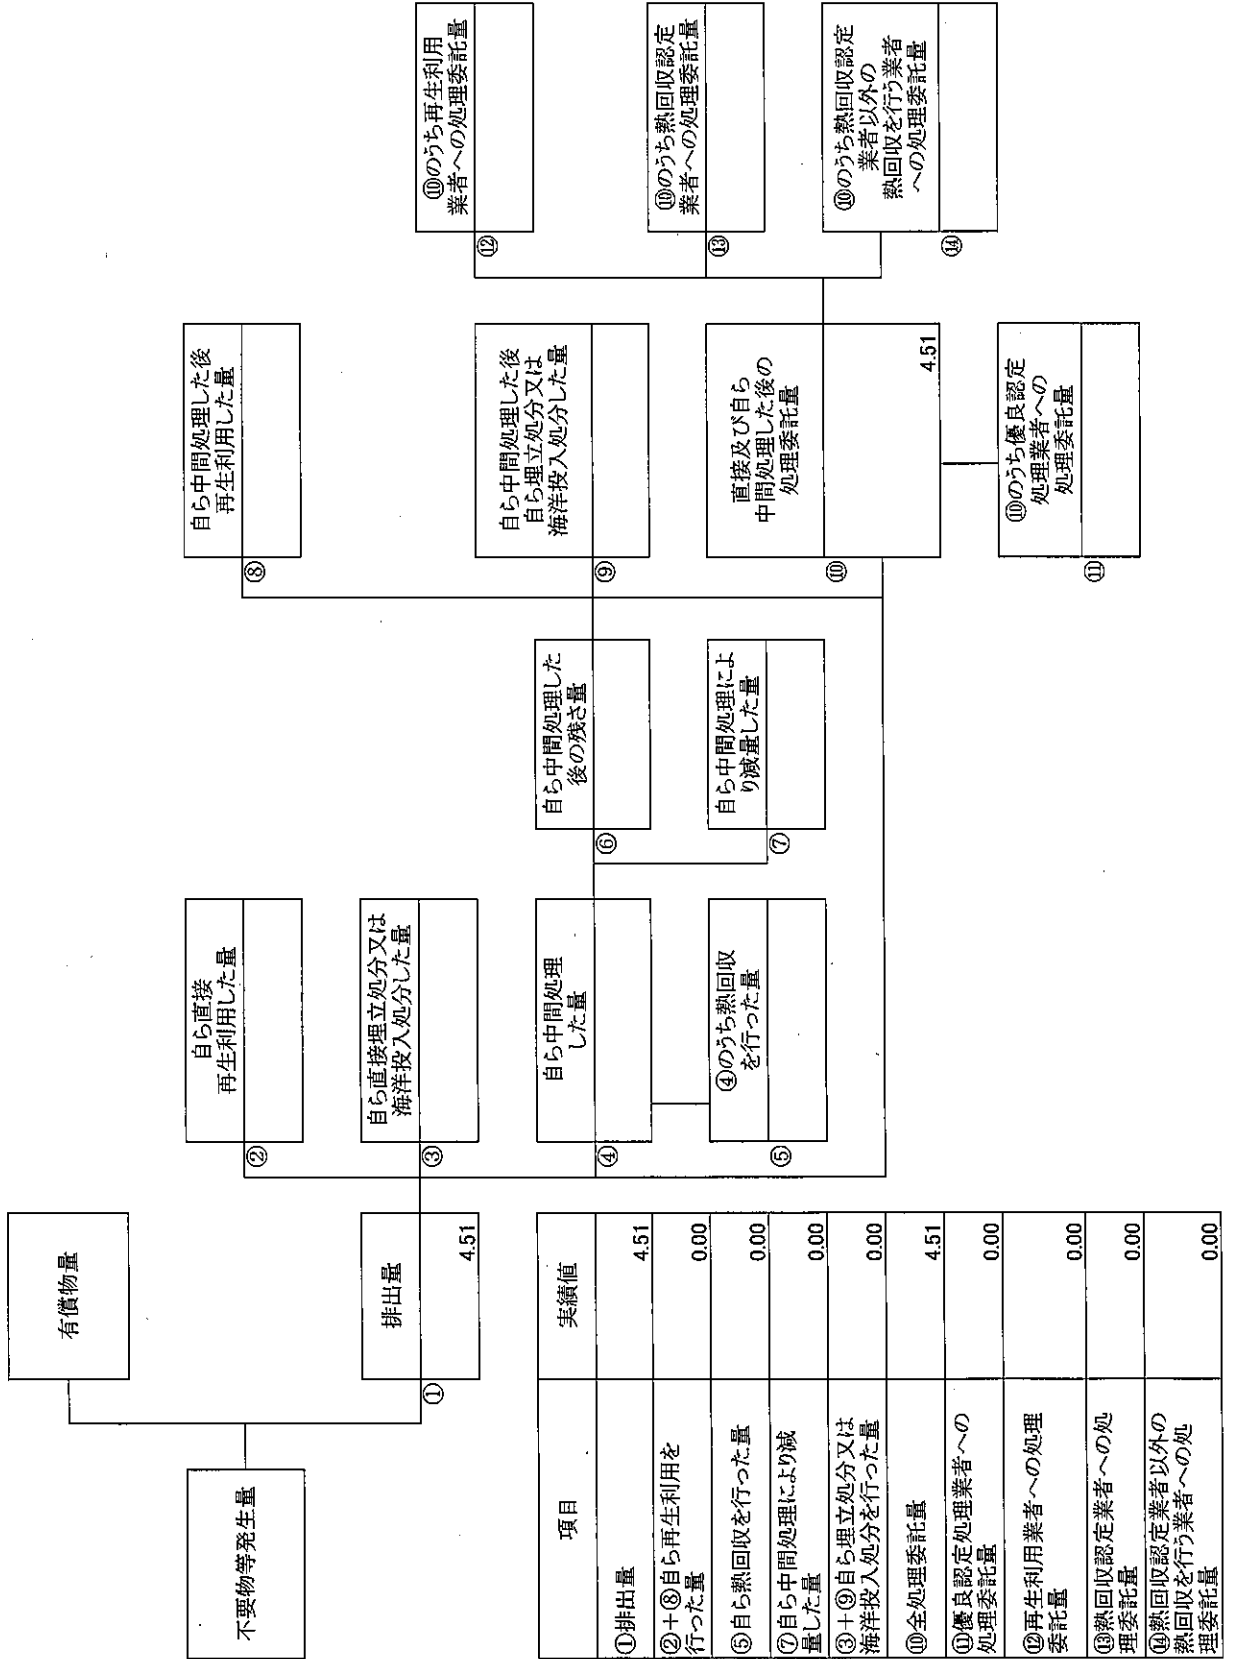 不要物等発生量
有償物量
排出量
①
4.51
自ら直接
再生利用した量
②
自ら直接埋立処分又は
海洋投入処分した量
③
自ら中間処理
した量
④
④のうち熱回収
を行った量
⑤
自ら中間処理した
後の残さ量
⑥
自ら中間処理によ
り減量した量
⑦
自ら中間処理した後
再生利用した量
⑧
自ら中間処理した後
自ら埋立処分又は
海洋投入処分した量
⑨
直接及び自ら
中間処理した後の
処理委託量
⑩
4.51
⑩のうち優良認定
処理業者への
処理委託量
⑪
⑩のうち再生利用
業者への処理委託量
⑫
⑩のうち熱回収認定
業者への処理委託量
⑬
⑩のうち熱回収認定
業者以外の
熱回収を行う業者
への処理委託量
⑭
項目 実績値
①排出量 4.51
②+⑧自ら再生利用を
行った量 0.00
⑤自ら熱回収を行った量 0.00
⑦自ら中間処理により減
量した量 0.00
③+⑨自ら埋立処分又は
海洋投入処分を行った量 0.00
⑩全処理委託量 4.51
⑪優良認定処理業者への
処理委託量 0.00
⑫再生利用業者への処理
委託量 0.00
⑬熱回収認定業者への処
理委託量 0.00
⑭熱回収認定業者以外の
熱回収を行う業者への処
理委託量 0.00